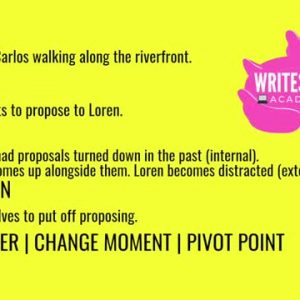 Carlos walking along the riverfront.
ts to propose to Loren.
had proposals turned down in the past (internal).
omes up alongside them. Loren becomes distracted (exte
N
lves to put off proposing.
ER | CHANGE MOMENT | PIVOT POINT
WRITES
ACAD